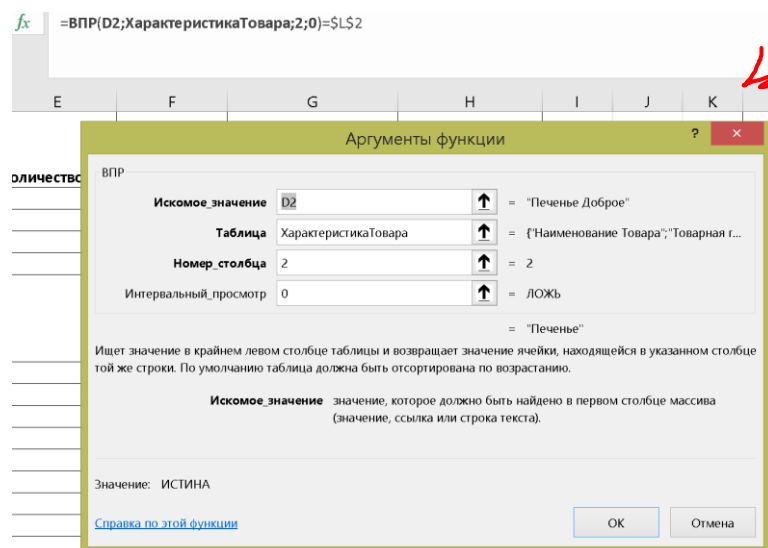 fx =ВПР(D2;ХарактеристикаТовара;2;0)=$L$2
E F G H I J K
Аргументы функции ? ×
оличество
ВПР
Искомое_значение D2 = "Печенье Доброе"
Таблица ХарактеристикаТовара = {"Наименование Товара";"Товарная г...
Номер_столбца 2 = 2
Интервальный_просмотр 0 = ЛОЖЬ
= "Печенье"
Ищет значение в крайнем левом столбце таблицы и возвращает значение ячейки, находящейся в указанном столбце
той же строки. По умолчанию таблица должна быть отсортирована по возрастанию.
Искомое_значение значение, которое должно быть найдено в первом столбце массива
(значение, ссылка или строка текста).
Значение: ИСТИНА
Справка по этой функции
ОК Отмена